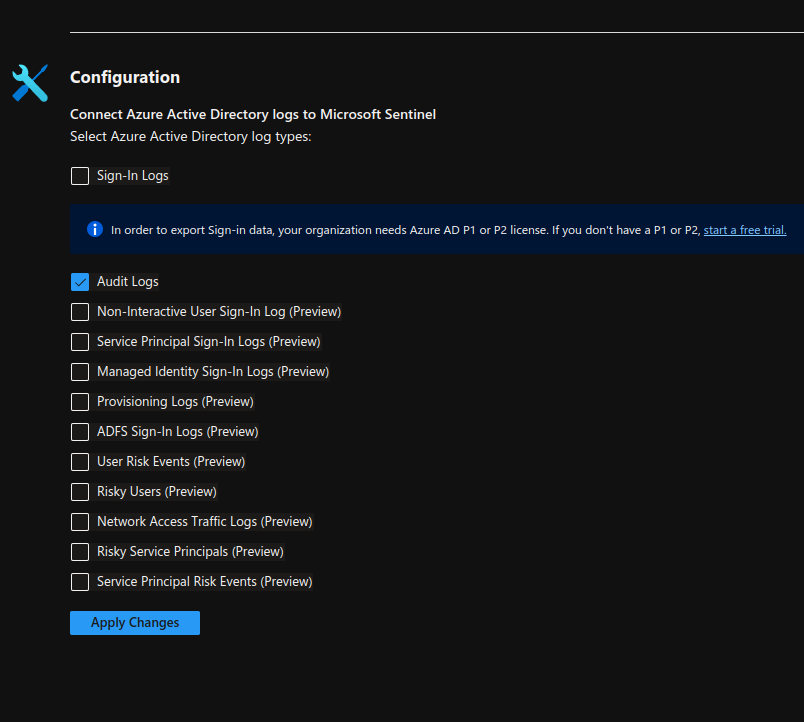 Configuration
Connect Azure Active Directory logs to Microsoft Sentinel
Select Azure Active Directory log types:
Sign-In Logs
In order to export Sign-in data, your organization needs Azure AD P1 or P2 license. If you don't have a P1 or P2, start a free trial.
Audit Logs
Non-Interactive User Sign-In Log (Preview)
Service Principal Sign-In Logs (Preview)
Managed Identity Sign-In Logs (Preview)
Provisioning Logs (Preview)
ADFS Sign-In Logs (Preview)
User Risk Events (Preview)
Risky Users (Preview)
Network Access Traffic Logs (Preview)
Risky Service Principals (Preview)
Service Principal Risk Events (Preview)
Apply Changes